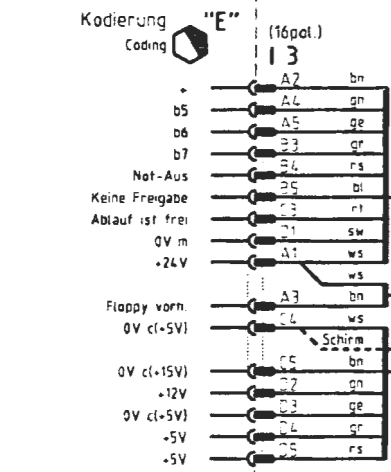 Kodierung "E" (16pol.)
Coding I 3
+ A2 bn
b5 A4 gn
b6 A5 ge
b7 B3 gr
Not-Aus B4 rs
Keine Freigabe B5 bl
Ablauf ist frei C3 rt
0V m D1 sw
+24V A1 ws
ws
Floppy vorh. A3 bn
0V c(+5V) C4 ws
Schirm
0V c(+15V) C5 bn
+12V D2 gn
0V c(+5V) D3 ge
+5V D4 gr
+5V D5 rs